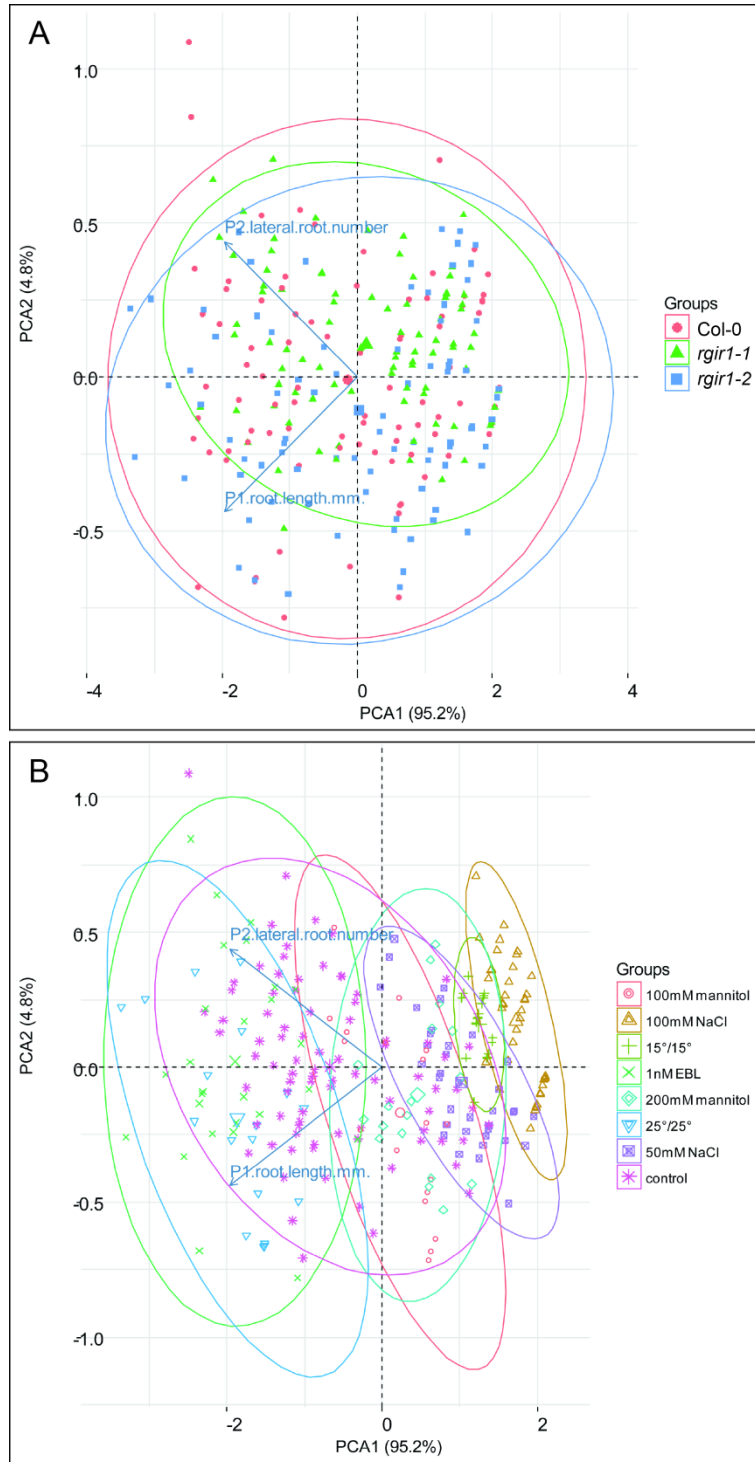 A
1.0
0.5
0.0
-0.5
PCA2 (4.8%)
P2.lateral.root.number
P1.root.length.mm.
-4
-2
0
2
4
PCA1 (95.2%)
Groups
Col-0
rgir1-1
rgir1-2
B
1.0
0.5
0.0
-0.5
-1.0
PCA2 (4.8%)
P2.lateral.root.number
P1.root.length.mm.
-2
0
2
PCA1 (95.2%)
Groups
100mM mannitol
100mM NaCl
15°/15°
1nM EBL
200mM mannitol
25°/25°
50mM NaCl
control